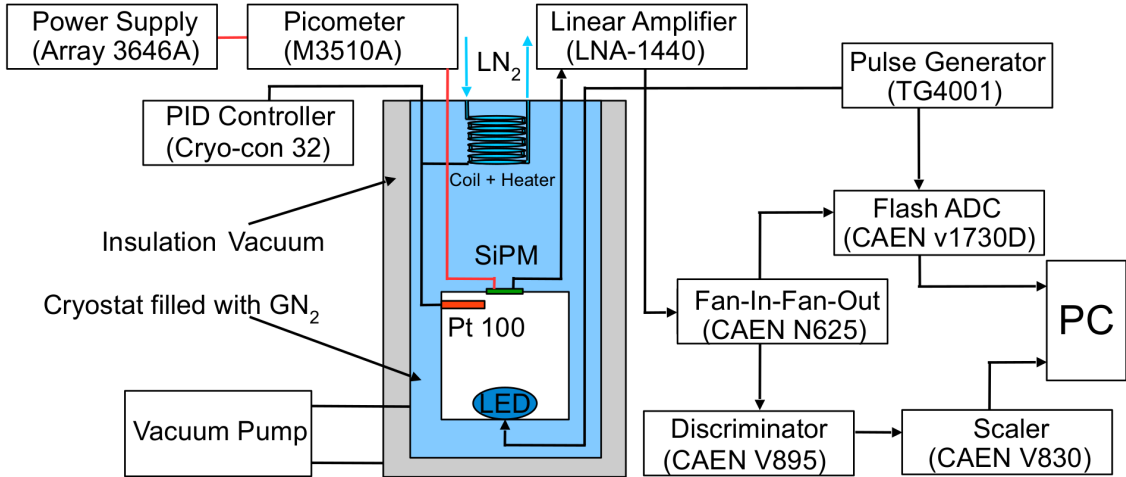 Power Supply
(Array 3646A)
Picometer
(M3510A)
LN2
Linear Amplifier
(LNA-1440)
Pulse Generator
(TG4001)
PID Controller
(Cryo-con 32)
Coil + Heater
Flash ADC
(CAEN v1730D)
Insulation Vacuum
SiPM
Cryostat filled with GN2
Pt 100
Fan-In-Fan-Out
(CAEN N625)
PC
LED
Vacuum Pump
Discriminator
(CAEN V895)
Scaler
(CAEN V830)